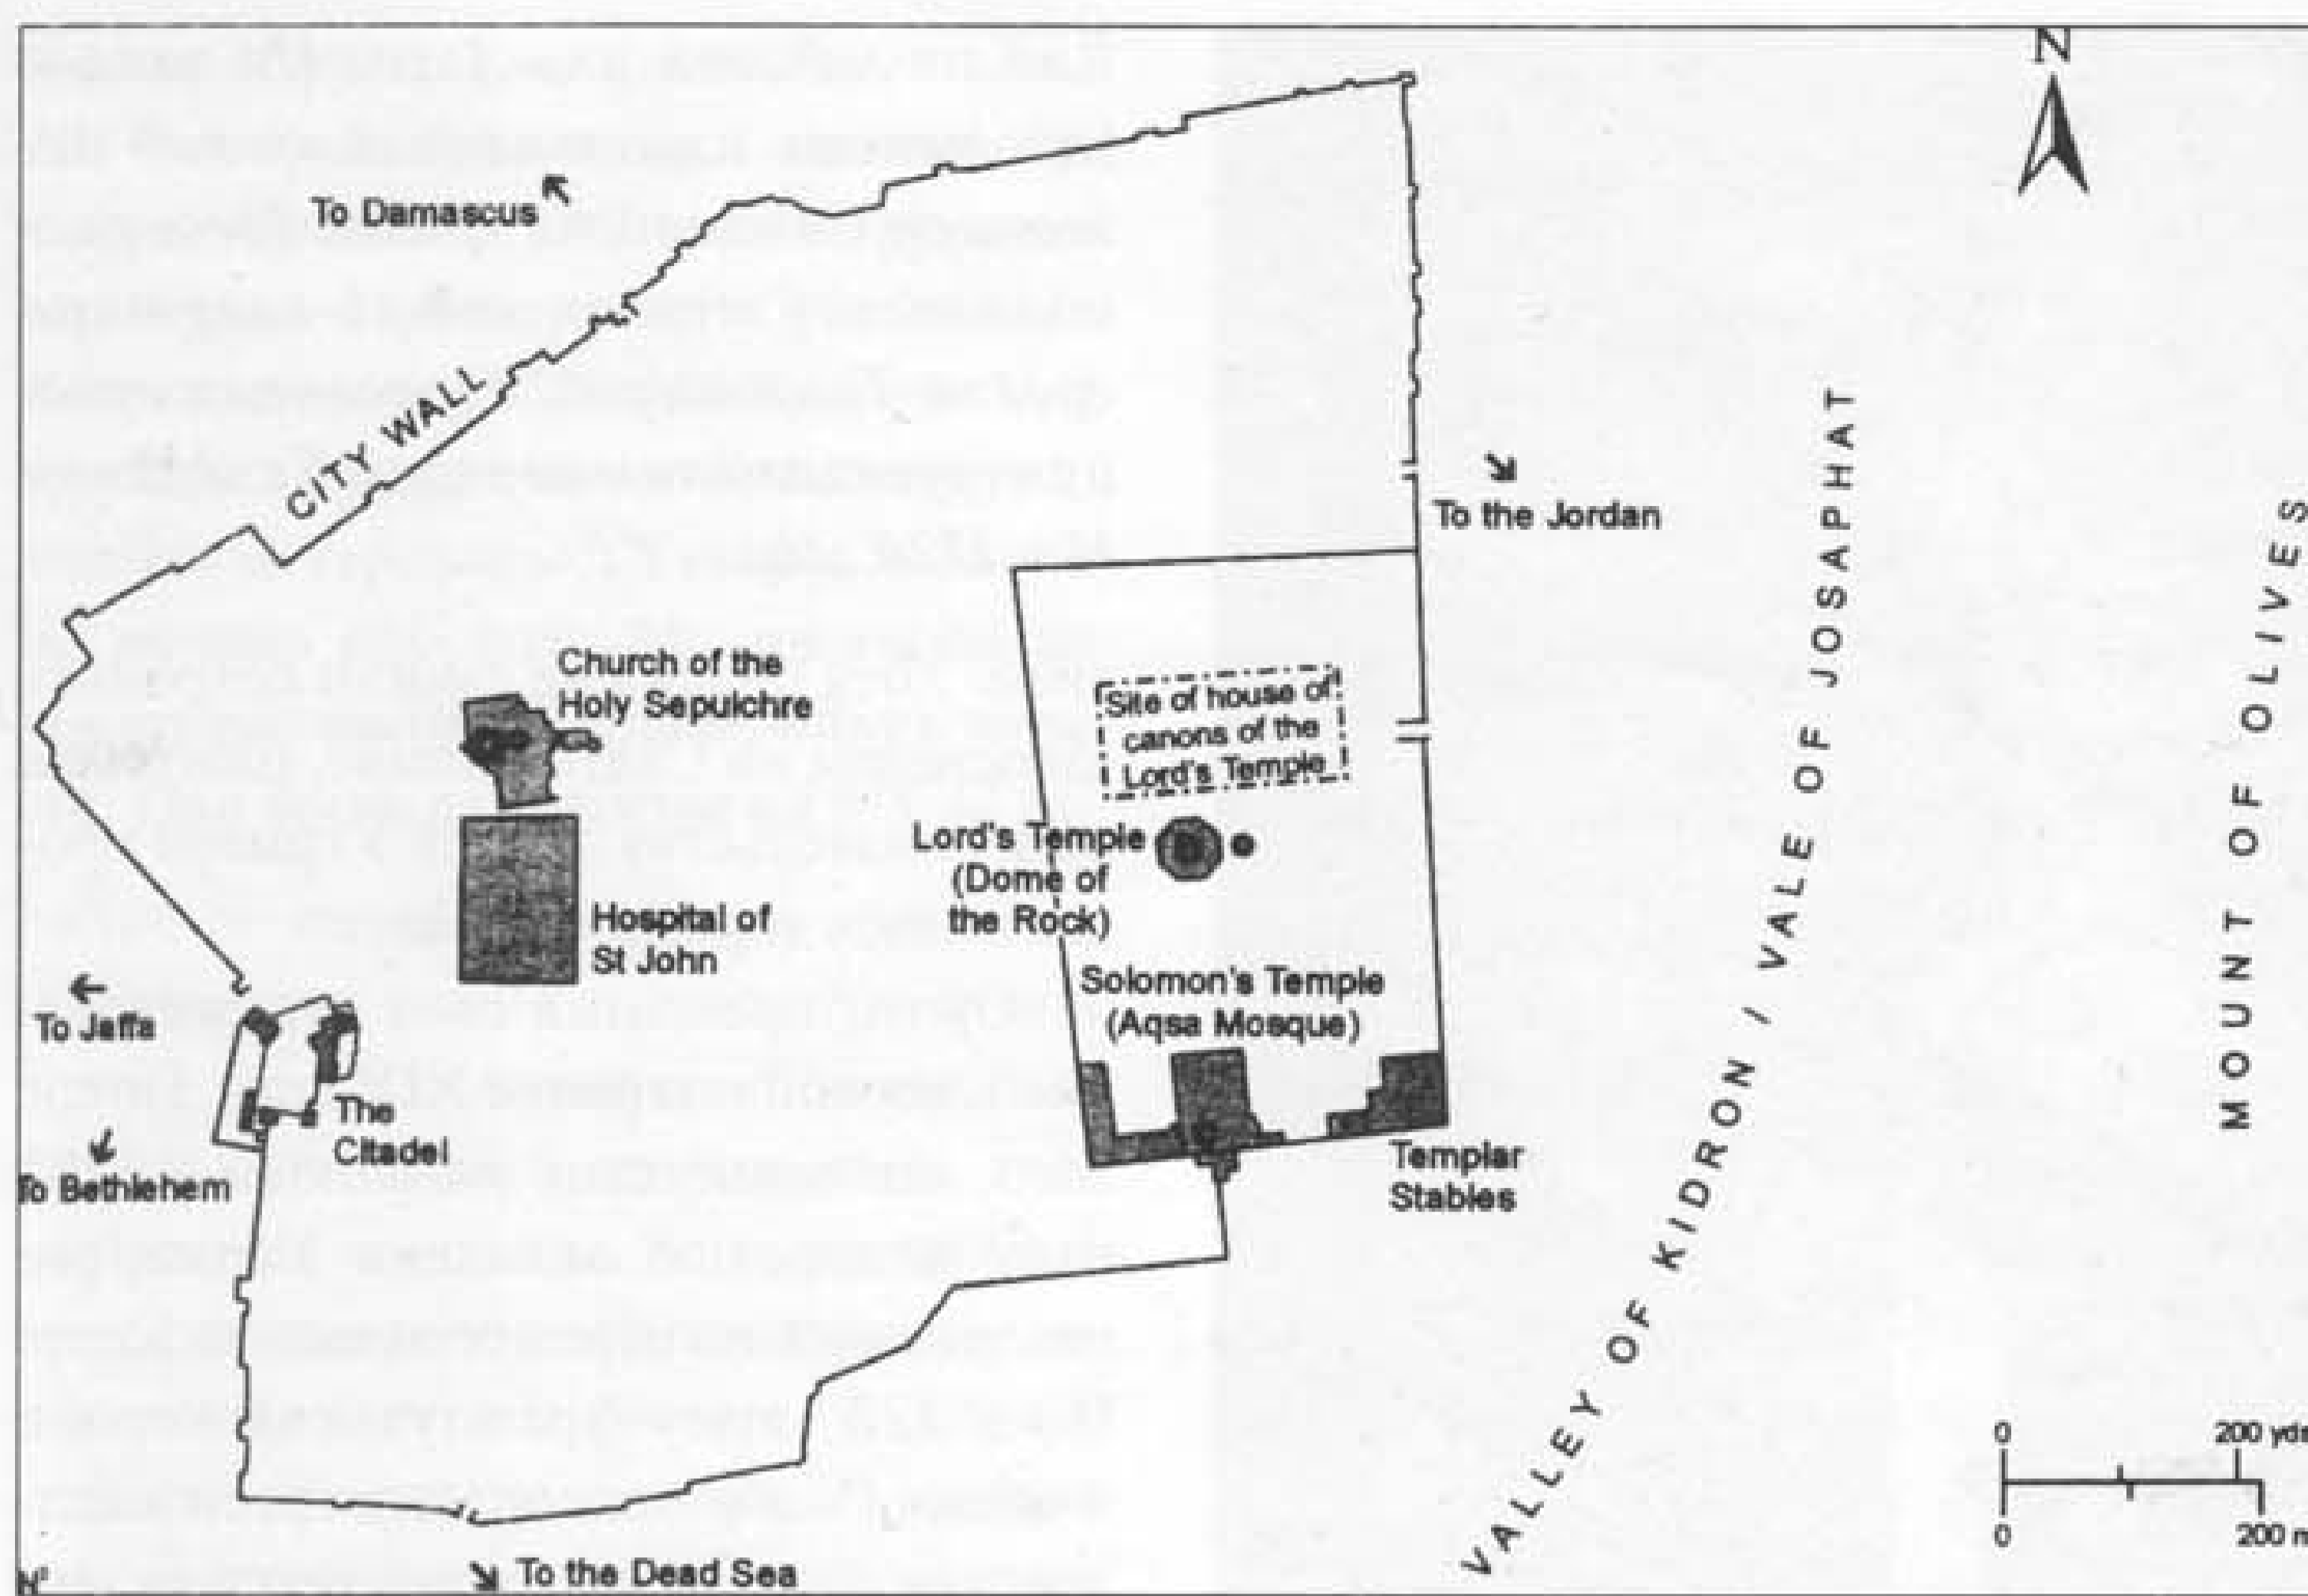 N
To Damascus
CITY WALL
To the Jordan
Church of the
Holy Sepulchre
Site of house of
canons of the
Lord's Temple
Lord's Temple
(Dome of
the Rock)
Hospital of
St John
Solomon's Temple
(Aqsa Mosque)
To Jaffa
The
Citadel
To Bethlehem
Templar
Stables
VALLEY OF KIDRON / VALE OF JOSAPHAT
MOUNT OF OLIVES
0 200 yds
0 200 m
To the Dead Sea